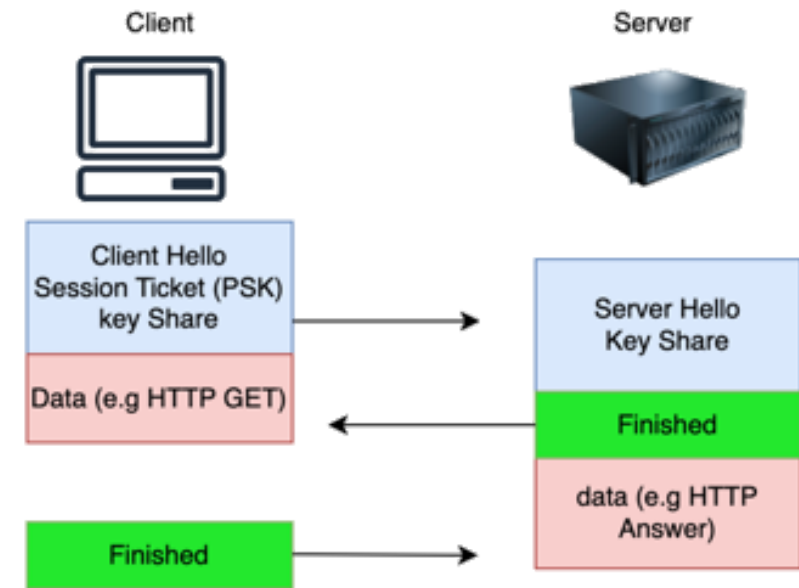 Client
Server
Client Hello
Session Ticket (PSK)
key Share
Data (e.g HTTP GET)
Server Hello
Key Share
Finished
data (e.g HTTP
Answer)
Finished